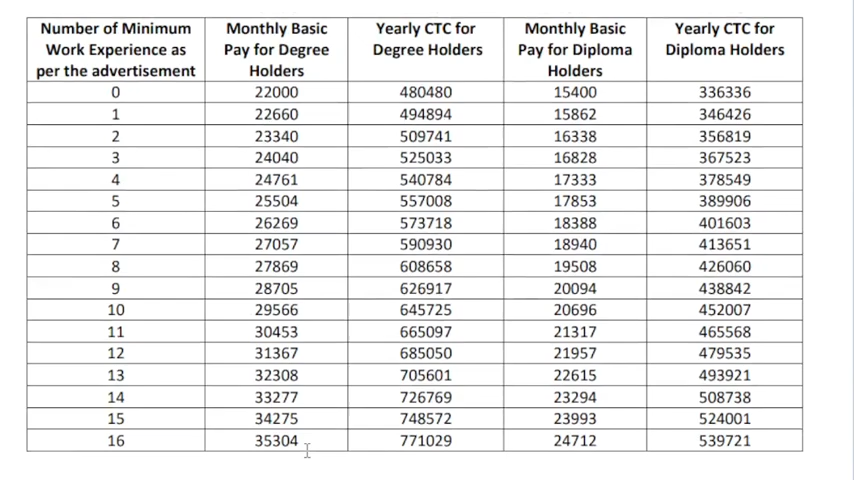 Number of Minimum Work Experience as per the advertisement | Monthly Basic Pay for Degree Holders | Yearly CTC for Degree Holders | Monthly Basic Pay for Diploma Holders | Yearly CTC for Diploma Holders
0 | 22000 | 480480 | 15400 | 336336
1 | 22660 | 494894 | 15862 | 346426
2 | 23340 | 509741 | 16338 | 356819
3 | 24040 | 525033 | 16828 | 367523
4 | 24761 | 540784 | 17333 | 378549
5 | 25504 | 557008 | 17853 | 389906
6 | 26269 | 573718 | 18388 | 401603
7 | 27057 | 590930 | 18940 | 413651
8 | 27869 | 608658 | 19508 | 426060
9 | 28705 | 626917 | 20094 | 438842
10 | 29566 | 645725 | 20696 | 452007
11 | 30453 | 665097 | 21317 | 465568
12 | 31367 | 685050 | 21957 | 479535
13 | 32308 | 705601 | 22615 | 493921
14 | 33277 | 726769 | 23294 | 508738
15 | 34275 | 748572 | 23993 | 524001
16 | 35304 | 771029 | 24712 | 539721